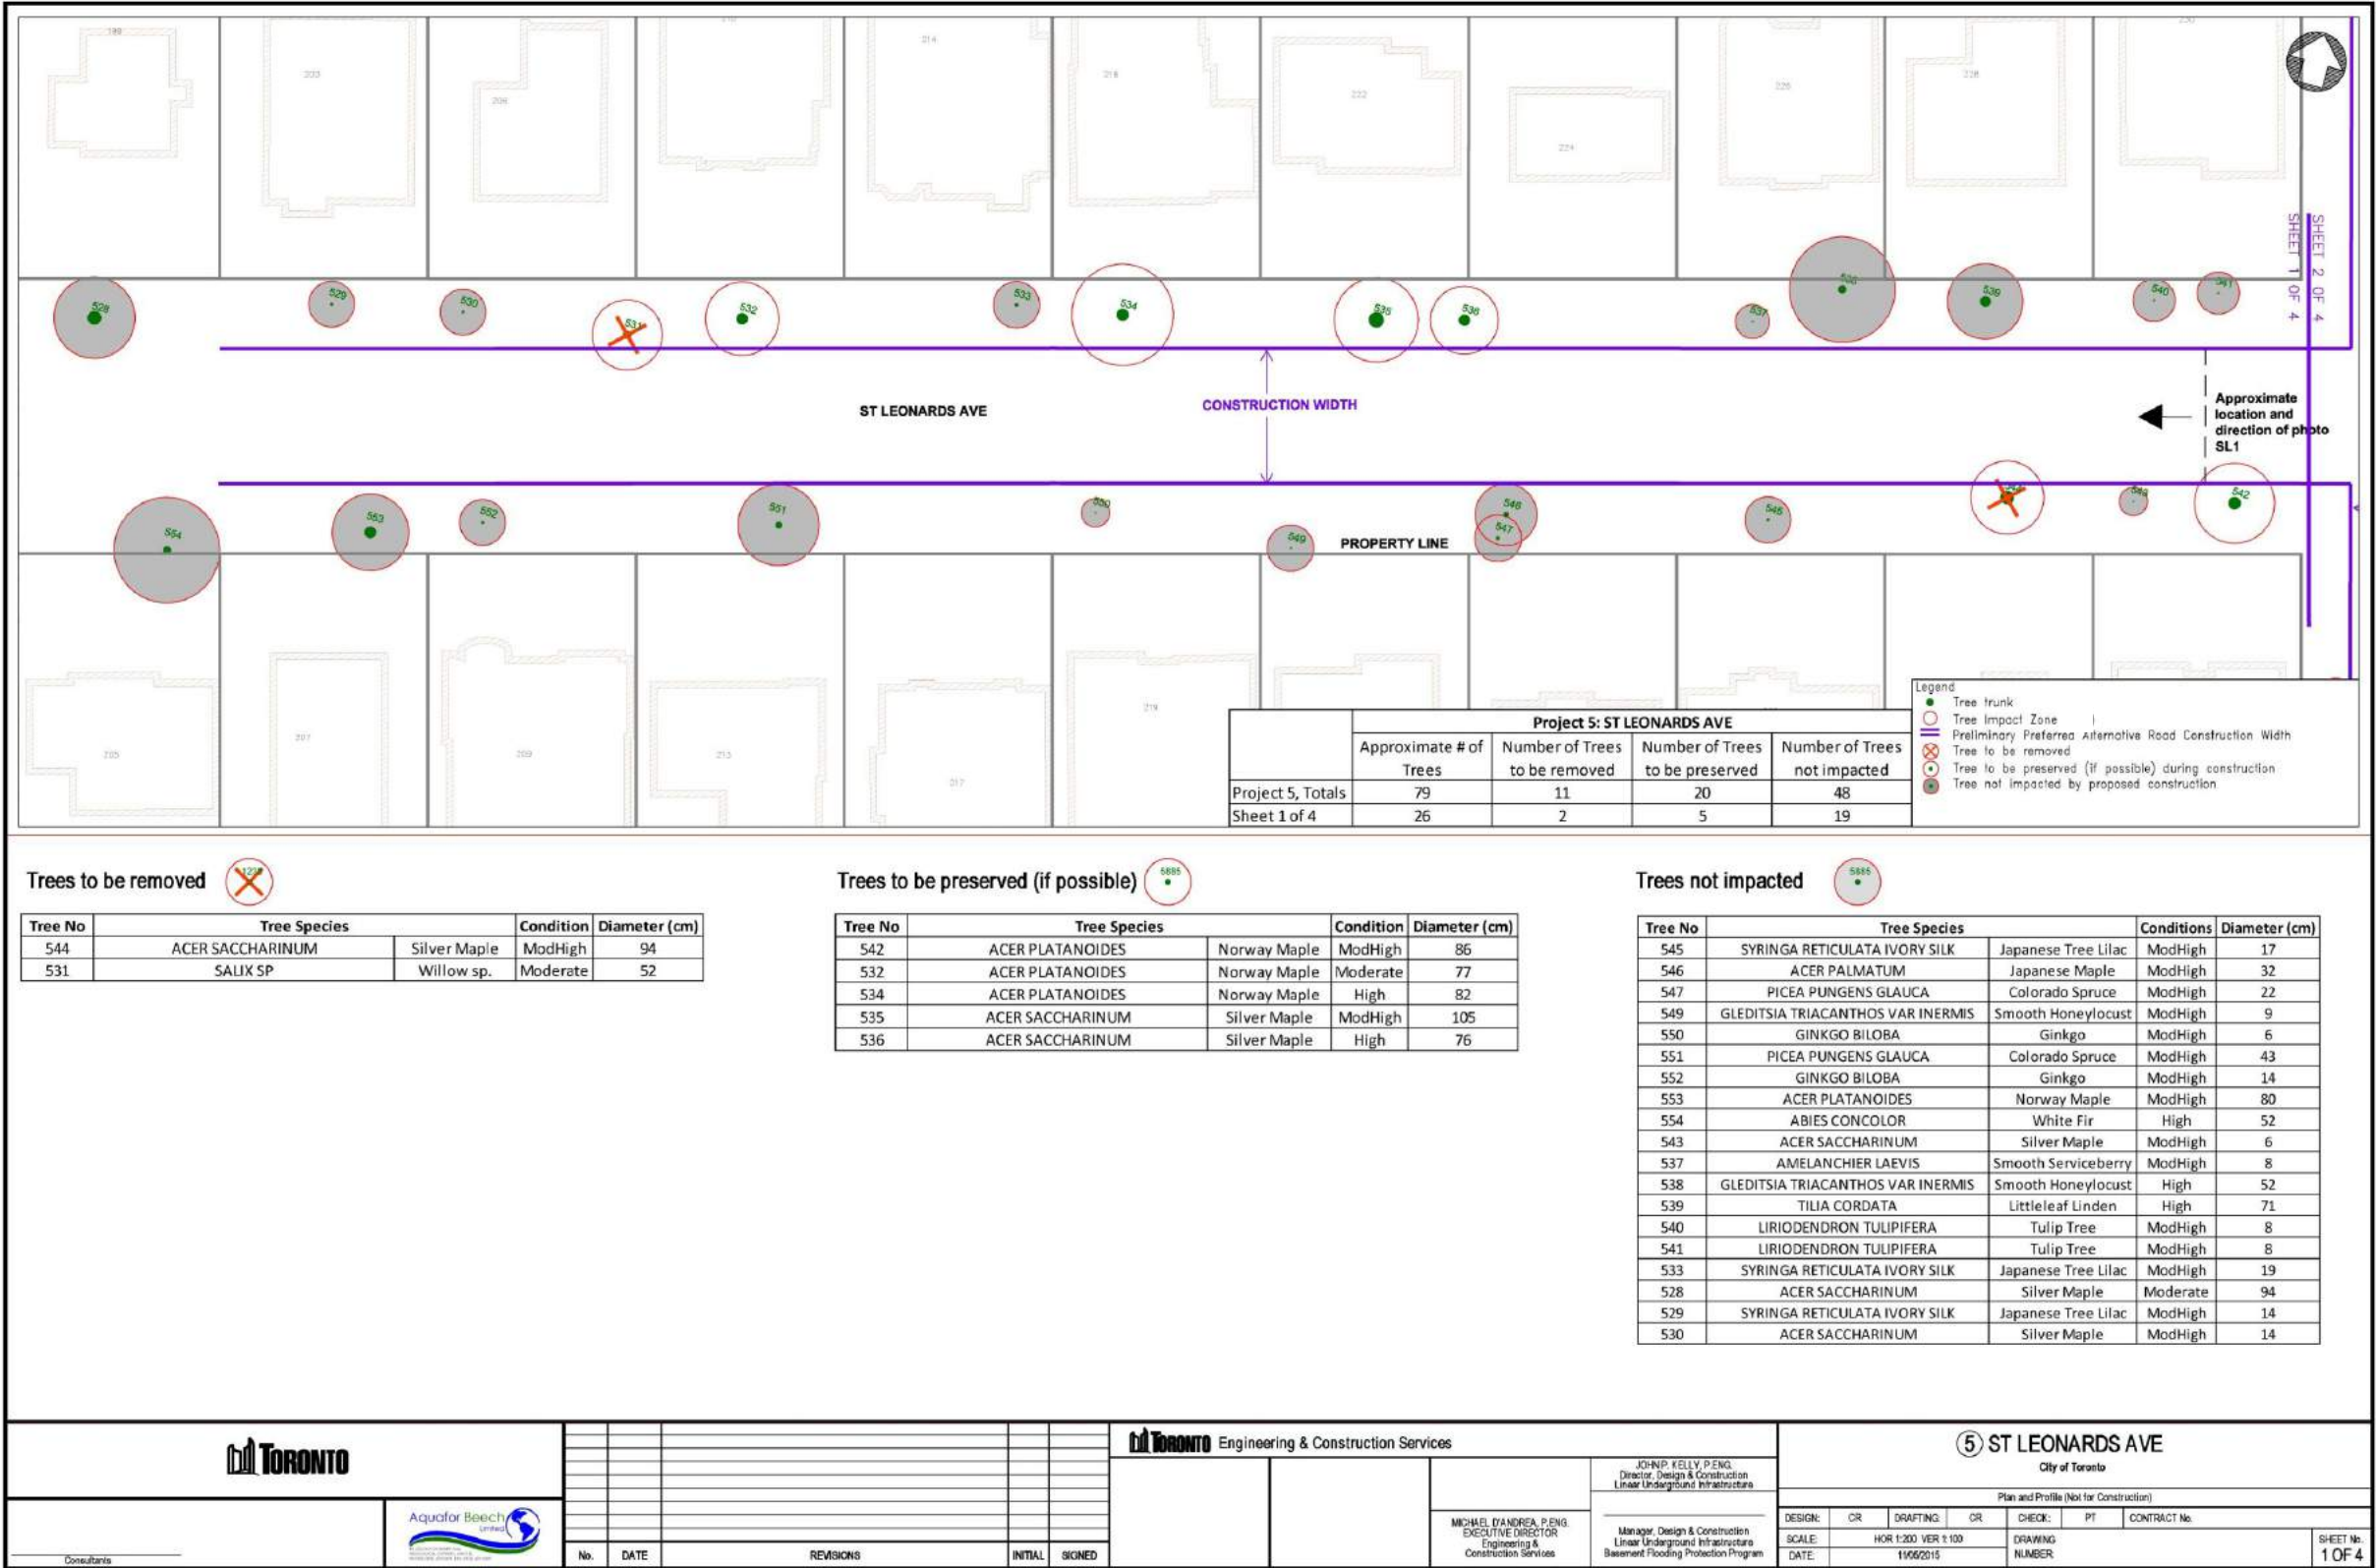 199
203
206
214
218
222
224
226
228
230
SHEET 1 OF 4
SHEET 2 OF 4
528
529
530
531
532
533
534
535
536
537
538
539
540
541
ST LEONARDS AVE
CONSTRUCTION WIDTH
Approximate
location and
direction of photo
SL1
554
553
552
551
550
549
546
547
545
543
542
PROPERTY LINE
205
207
209
215
217
219
Project 5: ST LEONARDS AVE
Approximate # of Trees Number of Trees to be removed Number of Trees to be preserved Number of Trees not impacted
Project 5, Totals 79 11 20 48
Sheet 1 of 4 26 2 5 19
Legend
Tree trunk
Tree Impact Zone
Preliminary Preferred Alternative Road Construction Width
Tree to be removed
Tree to be preserved (if possible) during construction
Tree not impacted by proposed construction
Trees to be removed
Tree No Tree Species Condition Diameter (cm)
544 ACER SACCHARINUM Silver Maple ModHigh 94
531 SALIX SP Willow sp. Moderate 52
Trees to be preserved (if possible) 5885
Tree No Tree Species Condition Diameter (cm)
542 ACER PLATANOIDES Norway Maple ModHigh 86
532 ACER PLATANOIDES Norway Maple Moderate 77
534 ACER PLATANOIDES Norway Maple High 82
535 ACER SACCHARINUM Silver Maple ModHigh 105
536 ACER SACCHARINUM Silver Maple High 76
Trees not impacted 5885
Tree No Tree Species Conditions Diameter (cm)
545 SYRINGA RETICULATA IVORY SILK Japanese Tree Lilac ModHigh 17
546 ACER PALMATUM Japanese Maple ModHigh 32
547 PICEA PUNGENS GLAUCA Colorado Spruce ModHigh 22
549 GLEDITSIA TRIACANTHOS VAR INERMIS Smooth Honeylocust ModHigh 9
550 GINKGO BILOBA Ginkgo ModHigh 6
551 PICEA PUNGENS GLAUCA Colorado Spruce ModHigh 43
552 GINKGO BILOBA Ginkgo ModHigh 14
553 ACER PLATANOIDES Norway Maple ModHigh 80
554 ABIES CONCOLOR White Fir High 52
543 ACER SACCHARINUM Silver Maple ModHigh 6
537 AMELANCHIER LAEVIS Smooth Serviceberry ModHigh 8
538 GLEDITSIA TRIACANTHOS VAR INERMIS Smooth Honeylocust High 52
539 TILIA CORDATA Littleleaf Linden High 71
540 LIRIODENDRON TULIPIFERA Tulip Tree ModHigh 8
541 LIRIODENDRON TULIPIFERA Tulip Tree ModHigh 8
533 SYRINGA RETICULATA IVORY SILK Japanese Tree Lilac ModHigh 19
528 ACER SACCHARINUM Silver Maple Moderate 94
529 SYRINGA RETICULATA IVORY SILK Japanese Tree Lilac ModHigh 14
530 ACER SACCHARINUM Silver Maple ModHigh 14
TORONTO
Consultants
Aquafor Beech
Limited
No. DATE REVISIONS INITIAL SIGNED
TORONTO Engineering & Construction Services
MICHAEL D'ANDREA, P.ENG.
EXECUTIVE DIRECTOR
Engineering &
Construction Services
JOHN P. KELLY, P.ENG.
Director, Design & Construction
Linear Underground Infrastructure
Manager, Design & Construction
Linear Underground Infrastructure
Basement Flooding Protection Program
5 ST LEONARDS AVE
City of Toronto
Plan and Profile (Not for Construction)
DESIGN: CR DRAFTING: CR CHECK: PT CONTRACT No.
SCALE: HOR 1:200 VER 1:100 DRAWING
DATE: 11/06/2015 NUMBER:
SHEET No.
1 OF 4